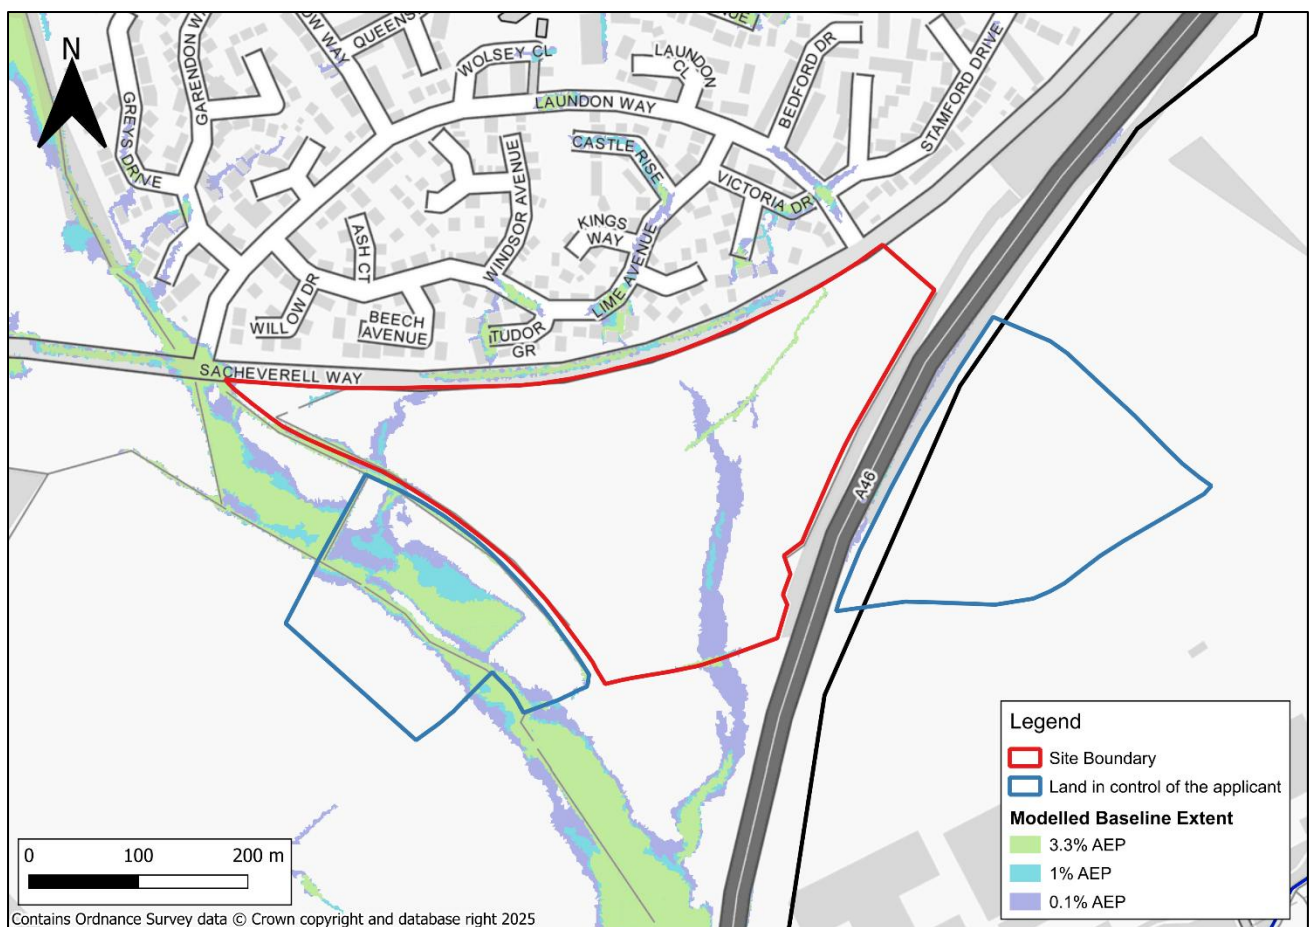 N
GREYS DRIVE
GARENDON W
OW WAY
QUEENS
WOLSEY CL
LAUNDON WAY
LAUNDON
CL
BEDFORD DR
STAMFORD DRIVE
CASTLE RISE
VICTORIA DR
WINDSOR AVENUE
KINGS
WAY
LIME AVENUE
ASH CT
WILLOW DR
BEECH
AVENUE
TUDOR
GR
SACHEVERELL WAY
A46
Legend
Site Boundary
Land in control of the applicant
Modelled Baseline Extent
3.3% AEP
1% AEP
0.1% AEP
0 100 200 m
Contains Ordnance Survey data © Crown copyright and database right 2025